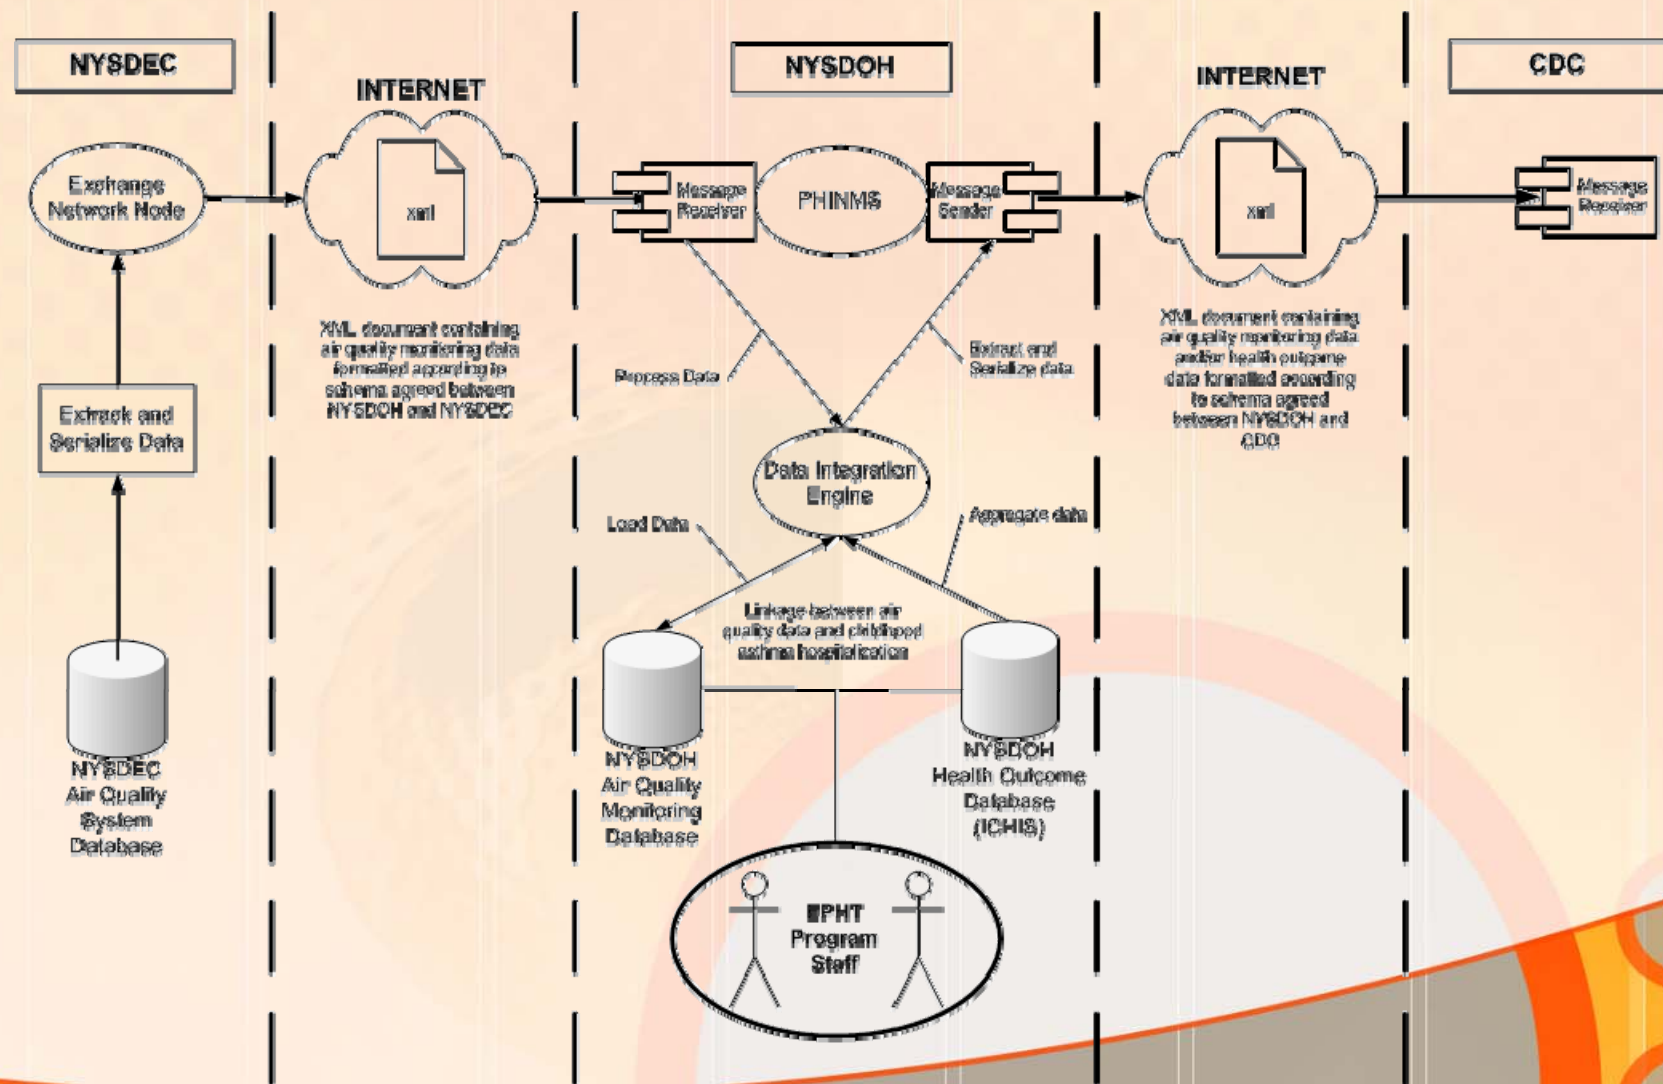 NYSDEC
INTERNET
NYSDOH
INTERNET
CDC
Exchange
Network Node
xml
Message
Receiver
PHINMS
Message
Sender
xml
Message
Receiver
XML document containing
air quality monitoring data
formatted according to
schema agreed between
NYSDOH and NYSDEC
XML document containing
air quality monitoring data
and/or health outcome
data formatted according
to schema agreed
between NYSDOH and
CDC
Process Data
Extract and
Serialize data
Extrack and
Serialize Data
Data Integration
Engine
Load Data
Aggregate data
Linkage between air
quality data and childhood
asthma hospitalization
NYSDEC
Air Quality
System
Database
NYSDOH
Air Quality
Monitoring
Database
NYSDOH
Health Outcome
Database
(ICHIS)
EPHT
Program
Staff